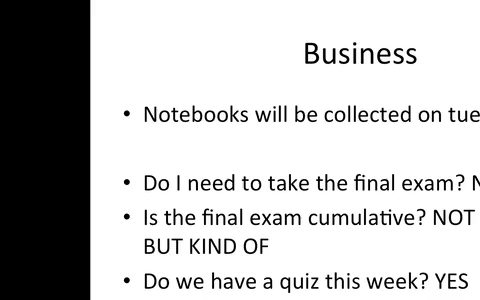 Business
• Notebooks will be collected on tue
• Do I need to take the final exam?
• Is the final exam cumulative? NOT
BUT KIND OF
• Do we have a quiz this week? YES